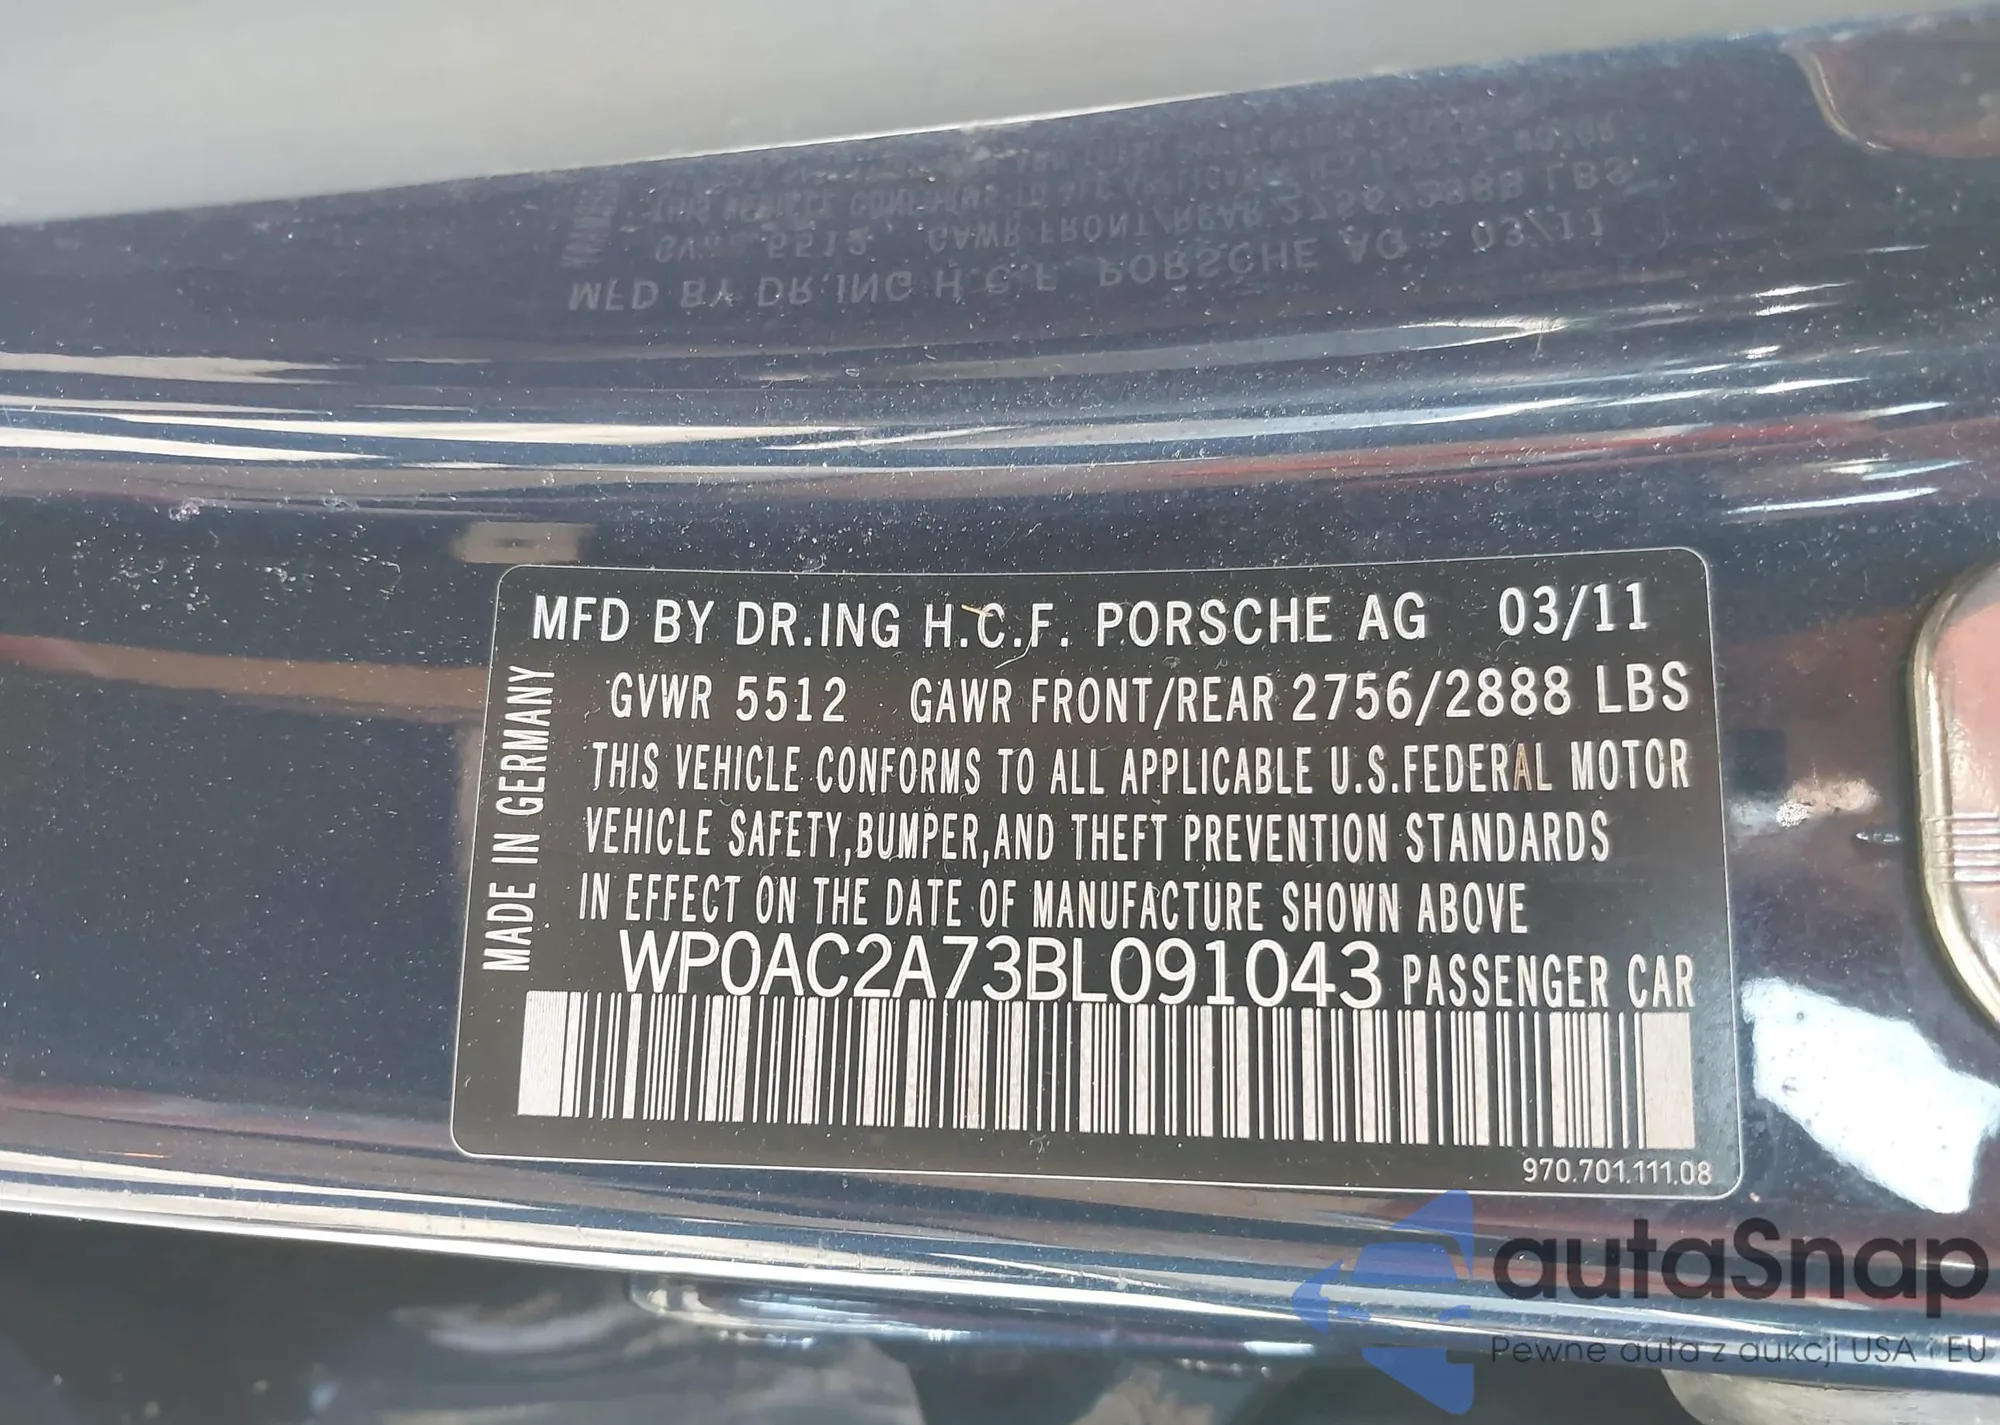 MFD BY DR.ING H.C.F. PORSCHE AG 03/11
GVWR 5512 GAWR FRONT/REAR 2756/2888 LBS
THIS VEHICLE CONFORMS TO ALL APPLICABLE U.S.FEDERAL MOTOR
VEHICLE SAFETY,BUMPER,AND THEFT PREVENTION STANDARDS
IN EFFECT ON THE DATE OF MANUFACTURE SHOWN ABOVE
WP0AC2A73BL091043 PASSENGER CAR
MADE IN GERMANY
970.701.111.08
autaSnap
Pewne auta z aukcji USA i EU